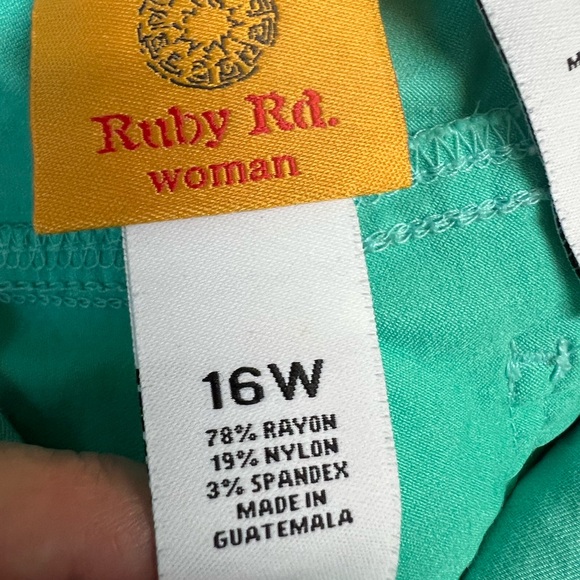 Ruby Rd.
woman
16W
78% RAYON
19% NYLON
3% SPANDEX
MADE IN
GUATEMALA